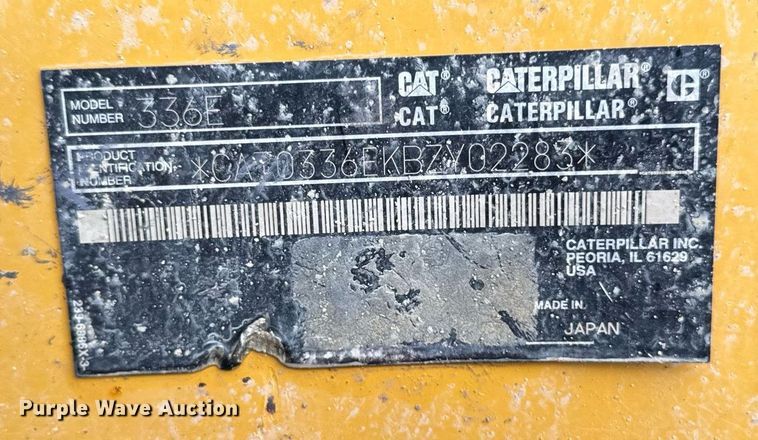 MODEL NUMBER 336E
CAT® CATERPILLAR®
CAT® CATERPILLAR®
C®
PRODUCT IDENTIFICATION NUMBER *CAT0336EKBZY02283*
CATERPILLAR INC.
PEORIA, IL 61629
USA
MADE IN
JAPAN
Purple Wave Auction